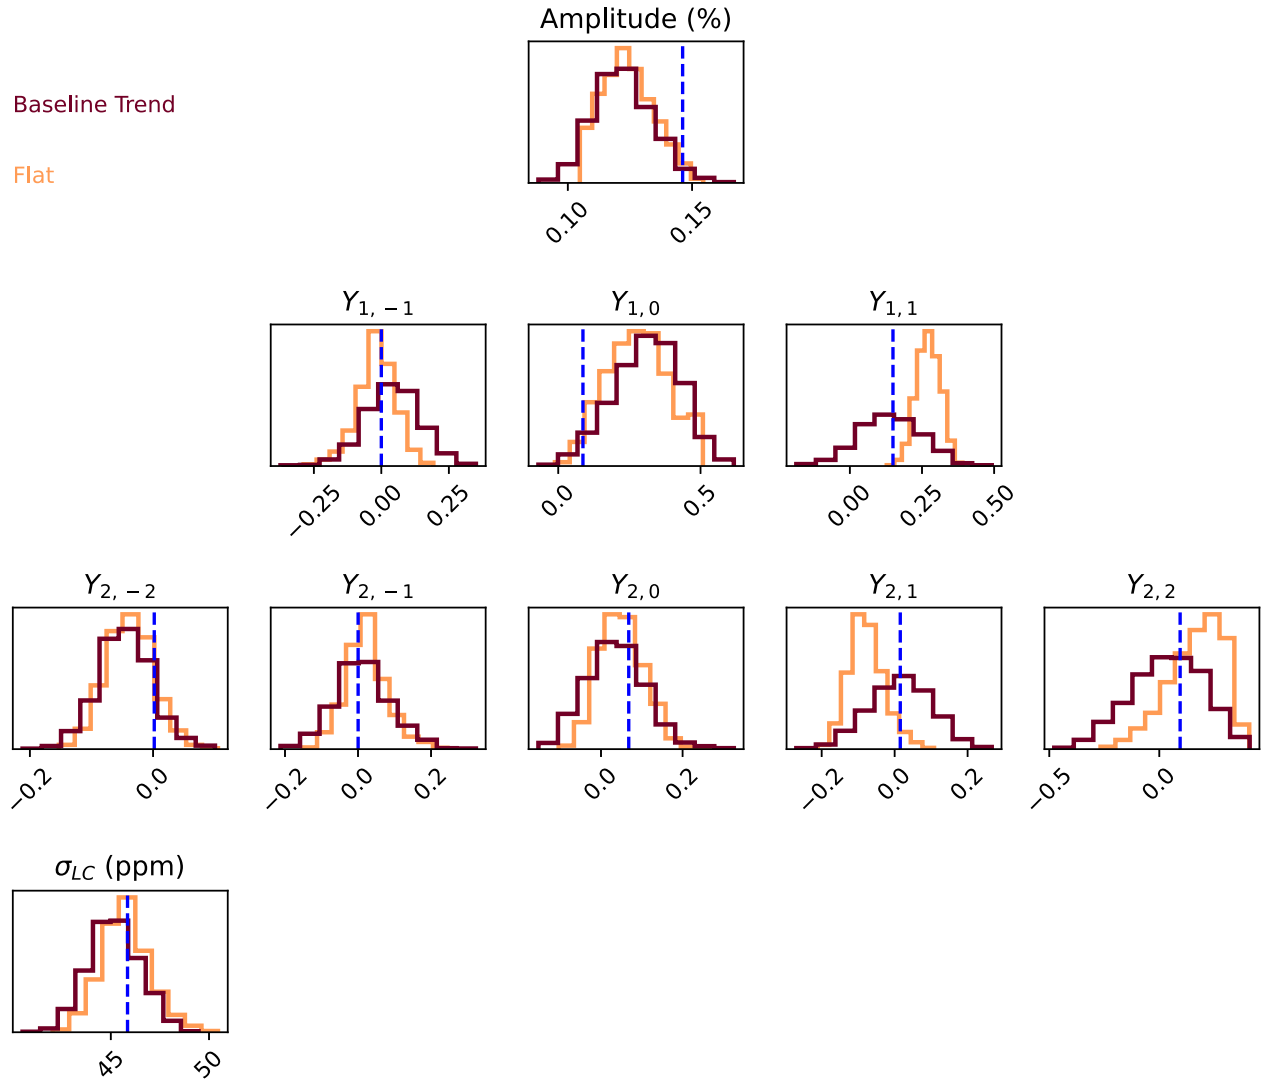 Amplitude (%)
Baseline Trend
Flat
0.10 0.15
Y1,−1 Y1,0 Y1,1
−0.25 0.00 0.25 0.0 0.5 0.00 0.25 0.50
Y2,−2 Y2,−1 Y2,0 Y2,1 Y2,2
−0.2 0.0 −0.2 0.0 0.2 0.0 0.2 −0.2 0.0 0.2 −0.5 0.0
σLC (ppm)
45 50